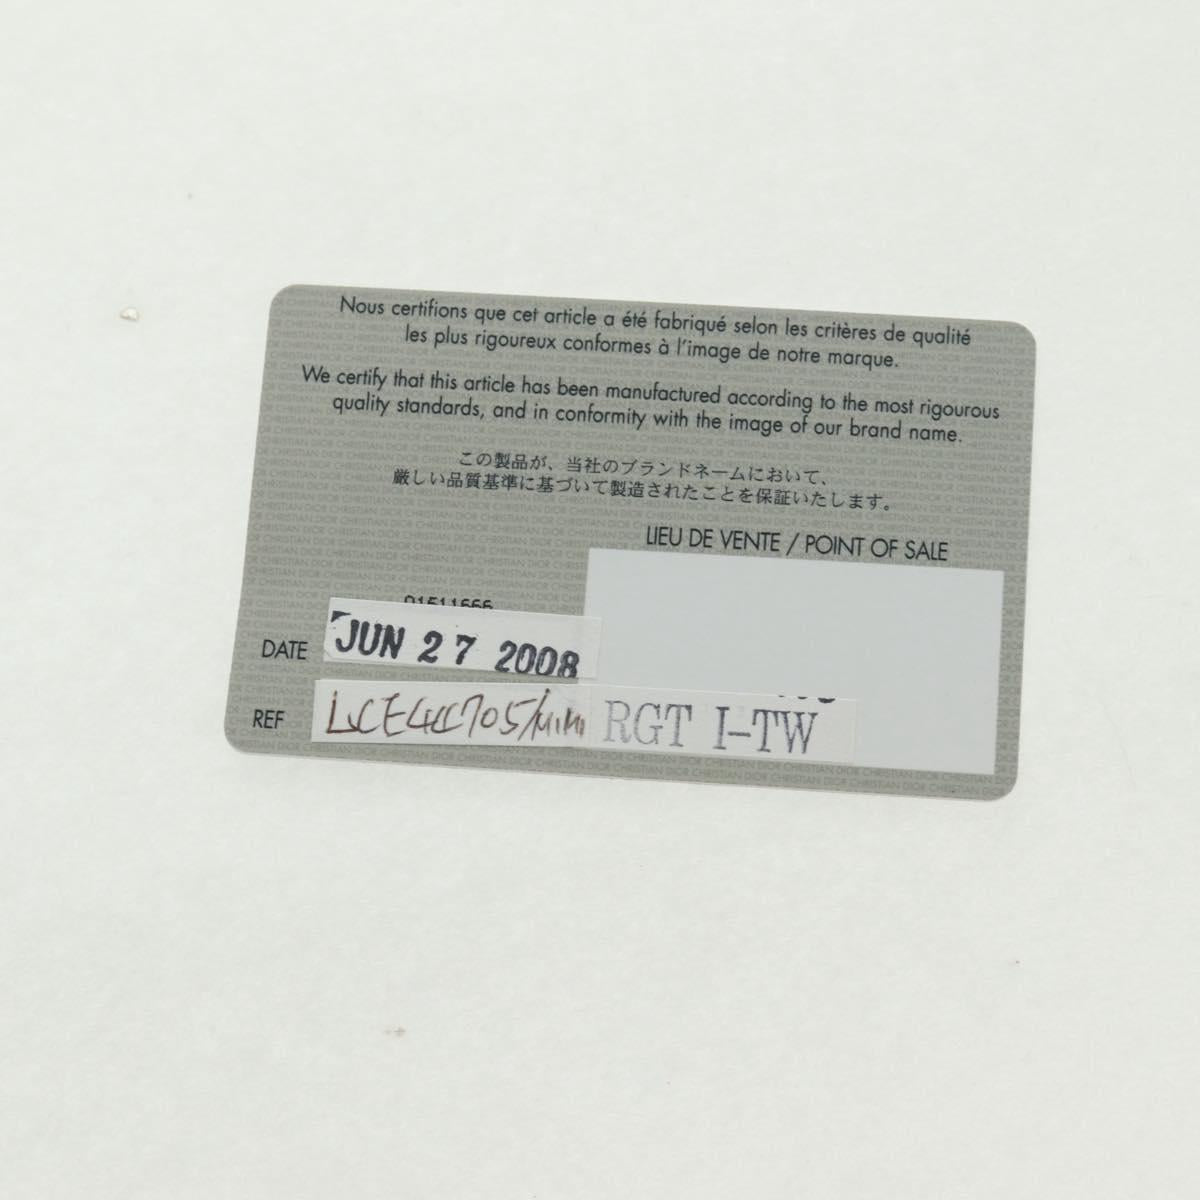 Nous certifions que cet article a été fabriqué selon les critères de qualité
les plus rigoureux conformes à l'image de notre marque.
We certify that this article has been manufactured according to the most rigourous
quality standards, and in conformity with the image of our brand name.
この製品が、当社のブランドネームにおいて、
厳しい品質基準に基づいて製造されたことを保証いたします。
LIEU DE VENTE / POINT OF SALE
01511666
DATE JUN 27 2008
REF RGT I-TW